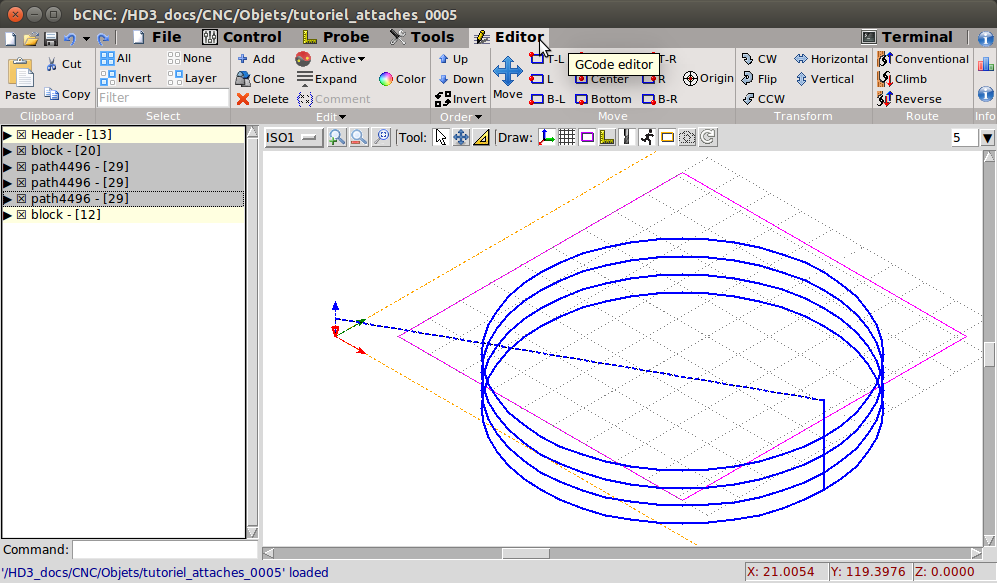 bCNC: /HD3_docs/CNC/Objets/tutoriel_attaches_0005
File Control Probe Tools Editor Terminal
GCode editor
Paste Cut Copy
Clipboard
All None
Invert Layer
Filter
Select
Add Active
Clone Expand Color
Delete Comment
Edit
Up
Down
Invert
Order
Move
T-L T-R
L Center R Origin
B-L Bottom B-R
Move
CW Horizontal
Flip Vertical
CCW
Transform
Conventional
Climb
Reverse
Route
Info
Header - [13]
block - [20]
path4496 - [29]
path4496 - [29]
path4496 - [29]
block - [12]
ISO1 Tool: Draw: 5
Command:
'/HD3_docs/CNC/Objets/tutoriel_attaches_0005' loaded
X: 21.0054 Y: 119.3976 Z: 0.0000